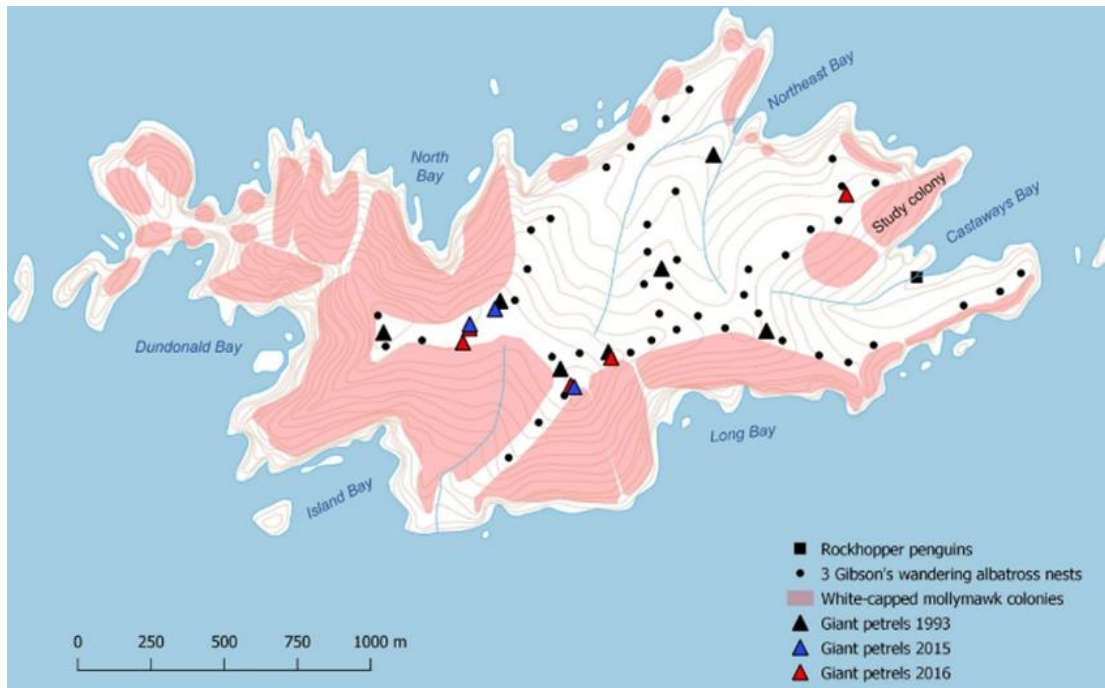 Northeast Bay
North
Bay
Study colony
Castaways Bay
Dundonald Bay
Long Bay
Island Bay
Rockhopper penguins
3 Gibson's wandering albatross nests
White-capped mollymawk colonies
Giant petrels 1993
Giant petrels 2015
Giant petrels 2016
0 250 500 750 1000 m